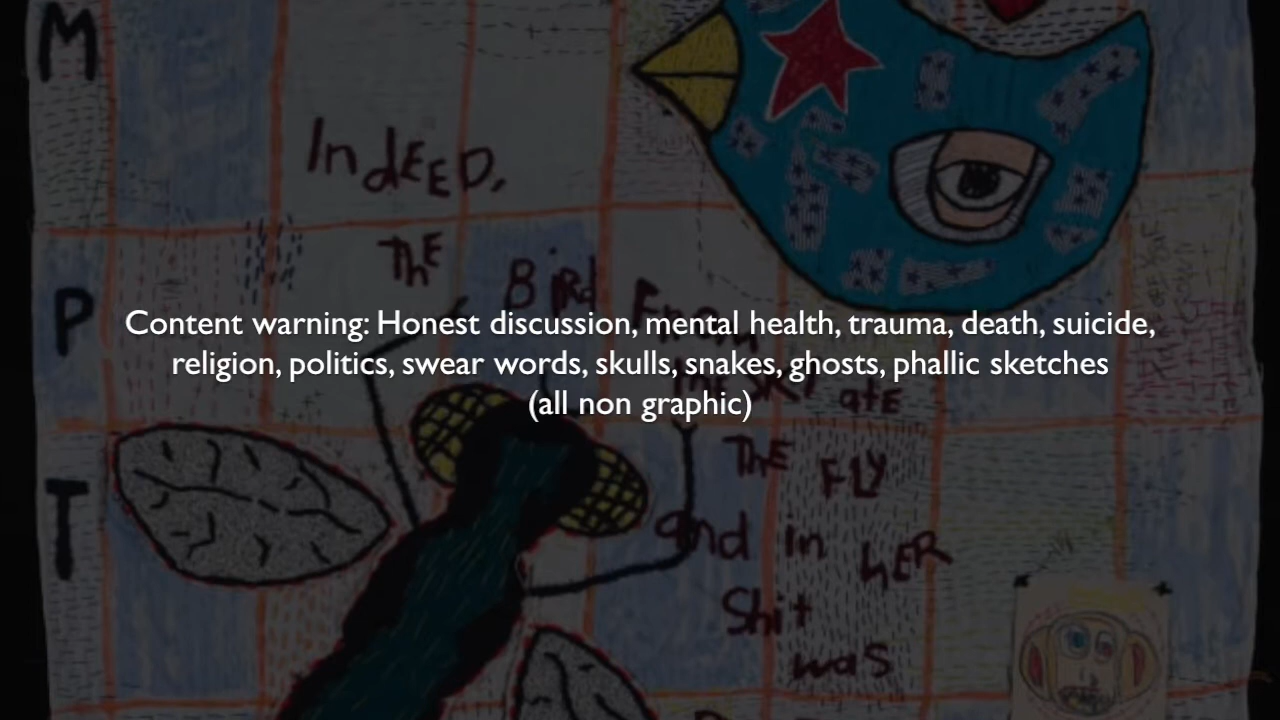 M
IndEED,
P
ThE
BiRd From
Content warning: Honest discussion, mental health, trauma, death, suicide,
religion, politics, swear words, skulls, snakes, ghosts, phallic sketches
(all non graphic)
atE
T
ThE FLY
and in hER
Shit
was